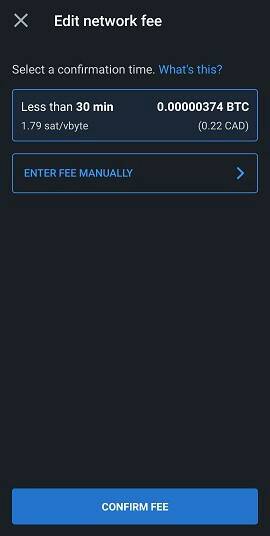 Edit network fee
Select a confirmation time. What's this?
Less than 30 min 0.00000374 BTC
1.79 sat/vbyte (0.22 CAD)
ENTER FEE MANUALLY
CONFIRM FEE